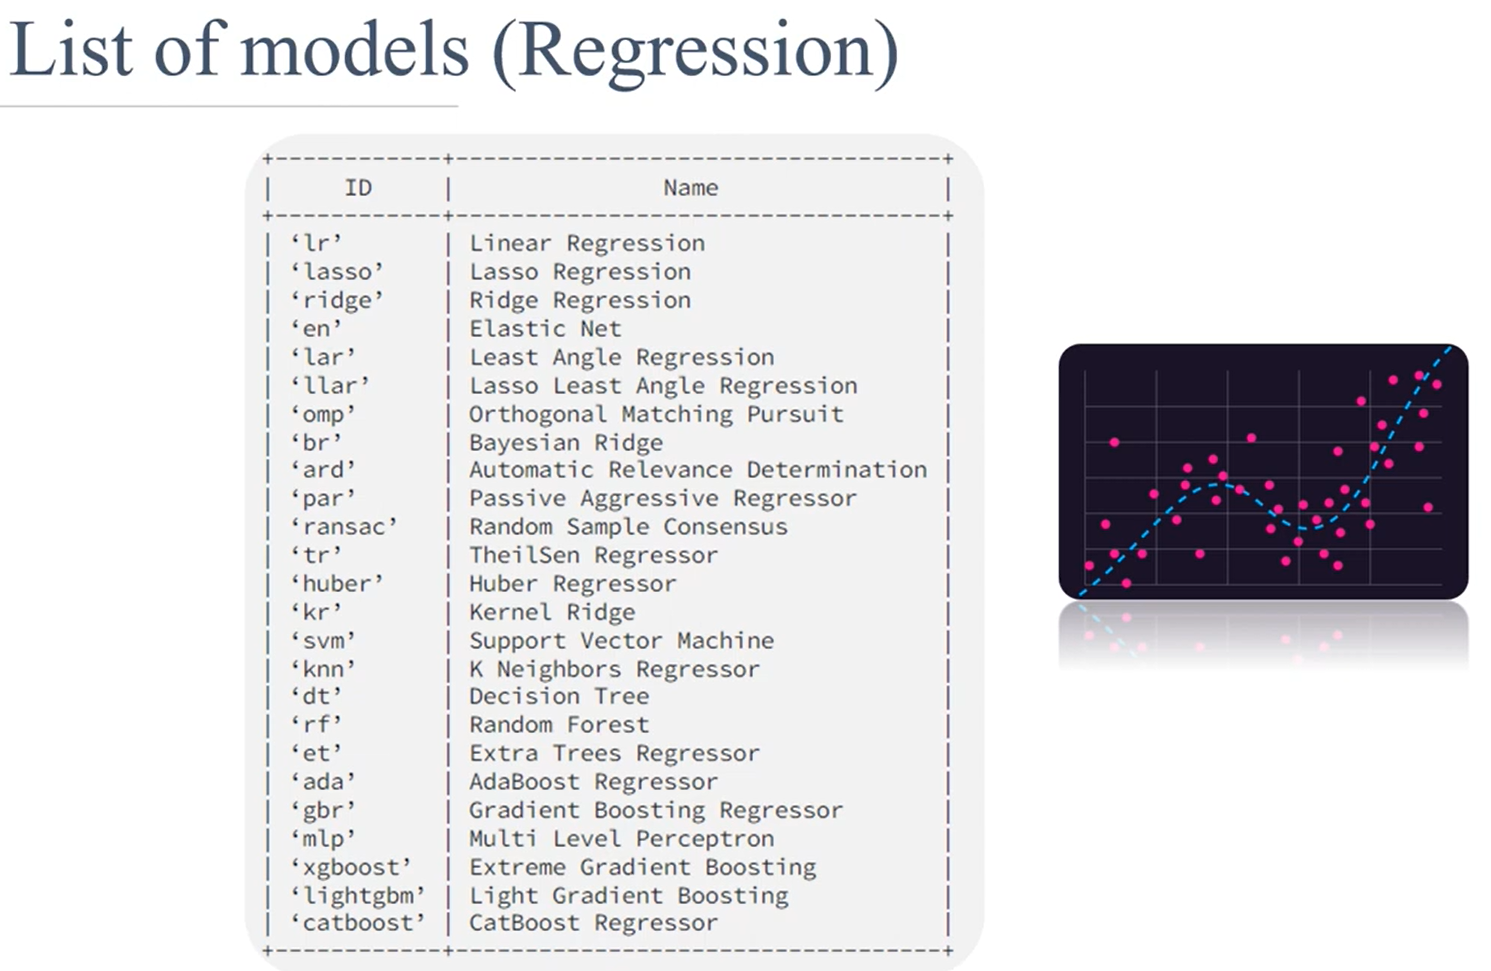 List of models (Regression)
+------------+-----------------------------------+
| ID | Name |
+------------+-----------------------------------+
| ‘lr’ | Linear Regression |
| ‘lasso’ | Lasso Regression |
| ‘ridge’ | Ridge Regression |
| ‘en’ | Elastic Net |
| ‘lar’ | Least Angle Regression |
| ‘llar’ | Lasso Least Angle Regression |
| ‘omp’ | Orthogonal Matching Pursuit |
| ‘br’ | Bayesian Ridge |
| ‘ard’ | Automatic Relevance Determination |
| ‘par’ | Passive Aggressive Regressor |
| ‘ransac’ | Random Sample Consensus |
| ‘tr’ | TheilSen Regressor |
| ‘huber’ | Huber Regressor |
| ‘kr’ | Kernel Ridge |
| ‘svm’ | Support Vector Machine |
| ‘knn’ | K Neighbors Regressor |
| ‘dt’ | Decision Tree |
| ‘rf’ | Random Forest |
| ‘et’ | Extra Trees Regressor |
| ‘ada’ | AdaBoost Regressor |
| ‘gbr’ | Gradient Boosting Regressor |
| ‘mlp’ | Multi Level Perceptron |
| ‘xgboost’ | Extreme Gradient Boosting |
| ‘lightgbm’ | Light Gradient Boosting |
| ‘catboost’ | CatBoost Regressor |
+------------+-----------------------------------+